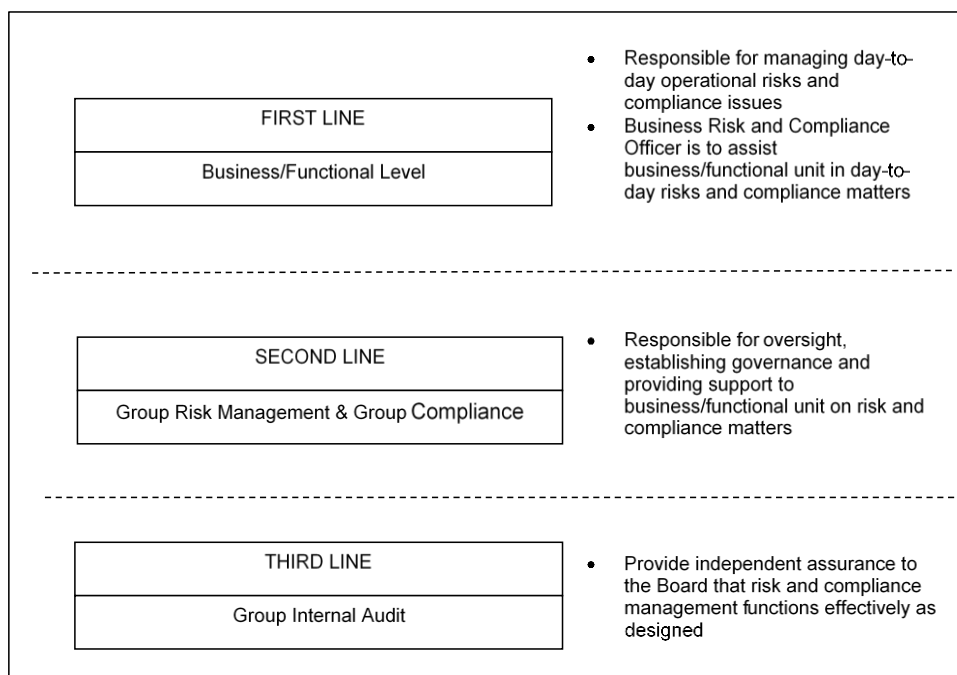 FIRST LINE
Business/Functional Level
• Responsible for managing day-to-
day operational risks and
compliance issues
• Business Risk and Compliance
Officer is to assist
business/functional unit in day-to-
day risks and compliance matters
SECOND LINE
Group Risk Management & Group Compliance
• Responsible for oversight,
establishing governance and
providing support to
business/functional unit on risk and
compliance matters
THIRD LINE
Group Internal Audit
• Provide independent assurance to
the Board that risk and compliance
management functions effectively as
designed